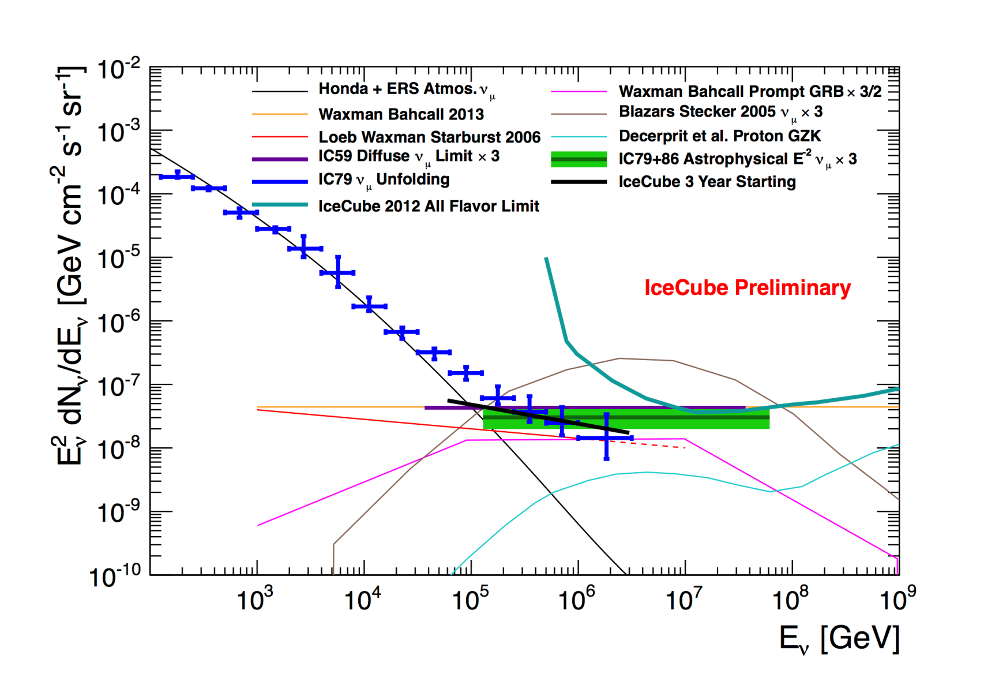 10-2
10-3
10-4
10-5
10-6
10-7
10-8
10-9
10-10
E²ν dNν/dEν [GeV cm-2 s-1 sr-1]
Honda + ERS Atmos. νμ
Waxman Bahcall 2013
Loeb Waxman Starburst 2006
IC59 Diffuse νμ Limit × 3
IC79 νμ Unfolding
IceCube 2012 All Flavor Limit
Waxman Bahcall Prompt GRB × 3/2
Blazars Stecker 2005 νμ × 3
Decerprit et al. Proton GZK
IC79+86 Astrophysical E-2 νμ × 3
IceCube 3 Year Starting
IceCube Preliminary
10³ 10⁴ 10⁵ 10⁶ 10⁷ 10⁸ 10⁹
Eν [GeV]